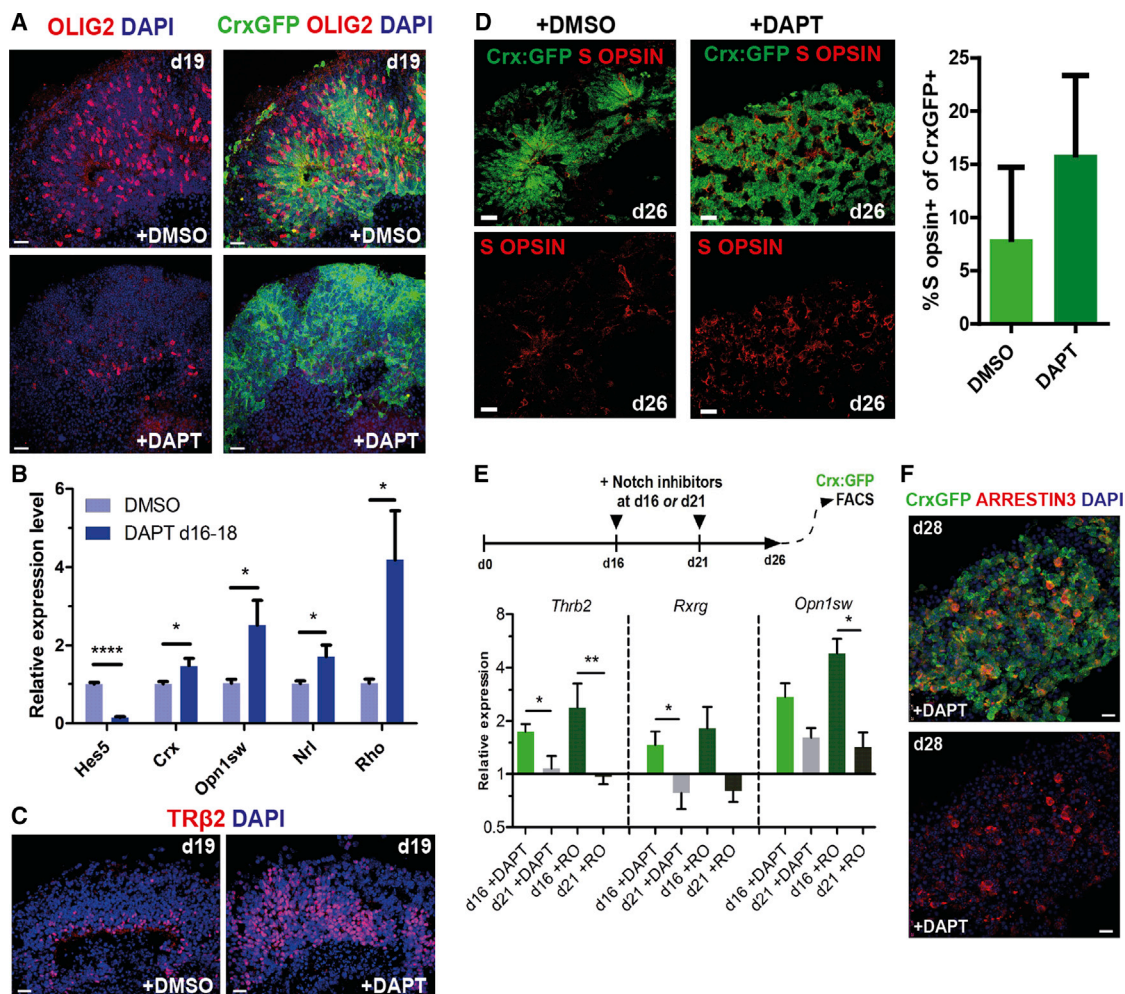 A
OLIG2 DAPI
CrxGFP OLIG2 DAPI
d19
d19
+DMSO
+DMSO
+DAPT
+DAPT
B
Relative expression level
6
4
2
0
DMSO
DAPT d16-18
****
*
*
*
*
Hes5
Crx
Opn1sw
Nrl
Rho
C
TRβ2 DAPI
d19
d19
+DMSO
+DAPT
D
+DMSO
+DAPT
Crx:GFP S OPSIN
Crx:GFP S OPSIN
d26
d26
S OPSIN
S OPSIN
d26
d26
%S opsin+ of CrxGFP+
25
20
15
10
5
0
DMSO
DAPT
E
+ Notch inhibitors
at d16 or d21
Crx:GFP
FACS
d0
d16
d21
d26
Thrb2
Rxrg
Opn1sw
Relative expression
8
4
2
1
0.5
*
**
*
*
d16 +DAPT
d21 +DAPT
d16 +RO
d21 +RO
d16 +DAPT
d21 +DAPT
d16 +RO
d21 +RO
d16 +DAPT
d21 +DAPT
d16 +RO
d21 +RO
F
CrxGFP ARRESTIN3 DAPI
d28
+DAPT
d28
+DAPT